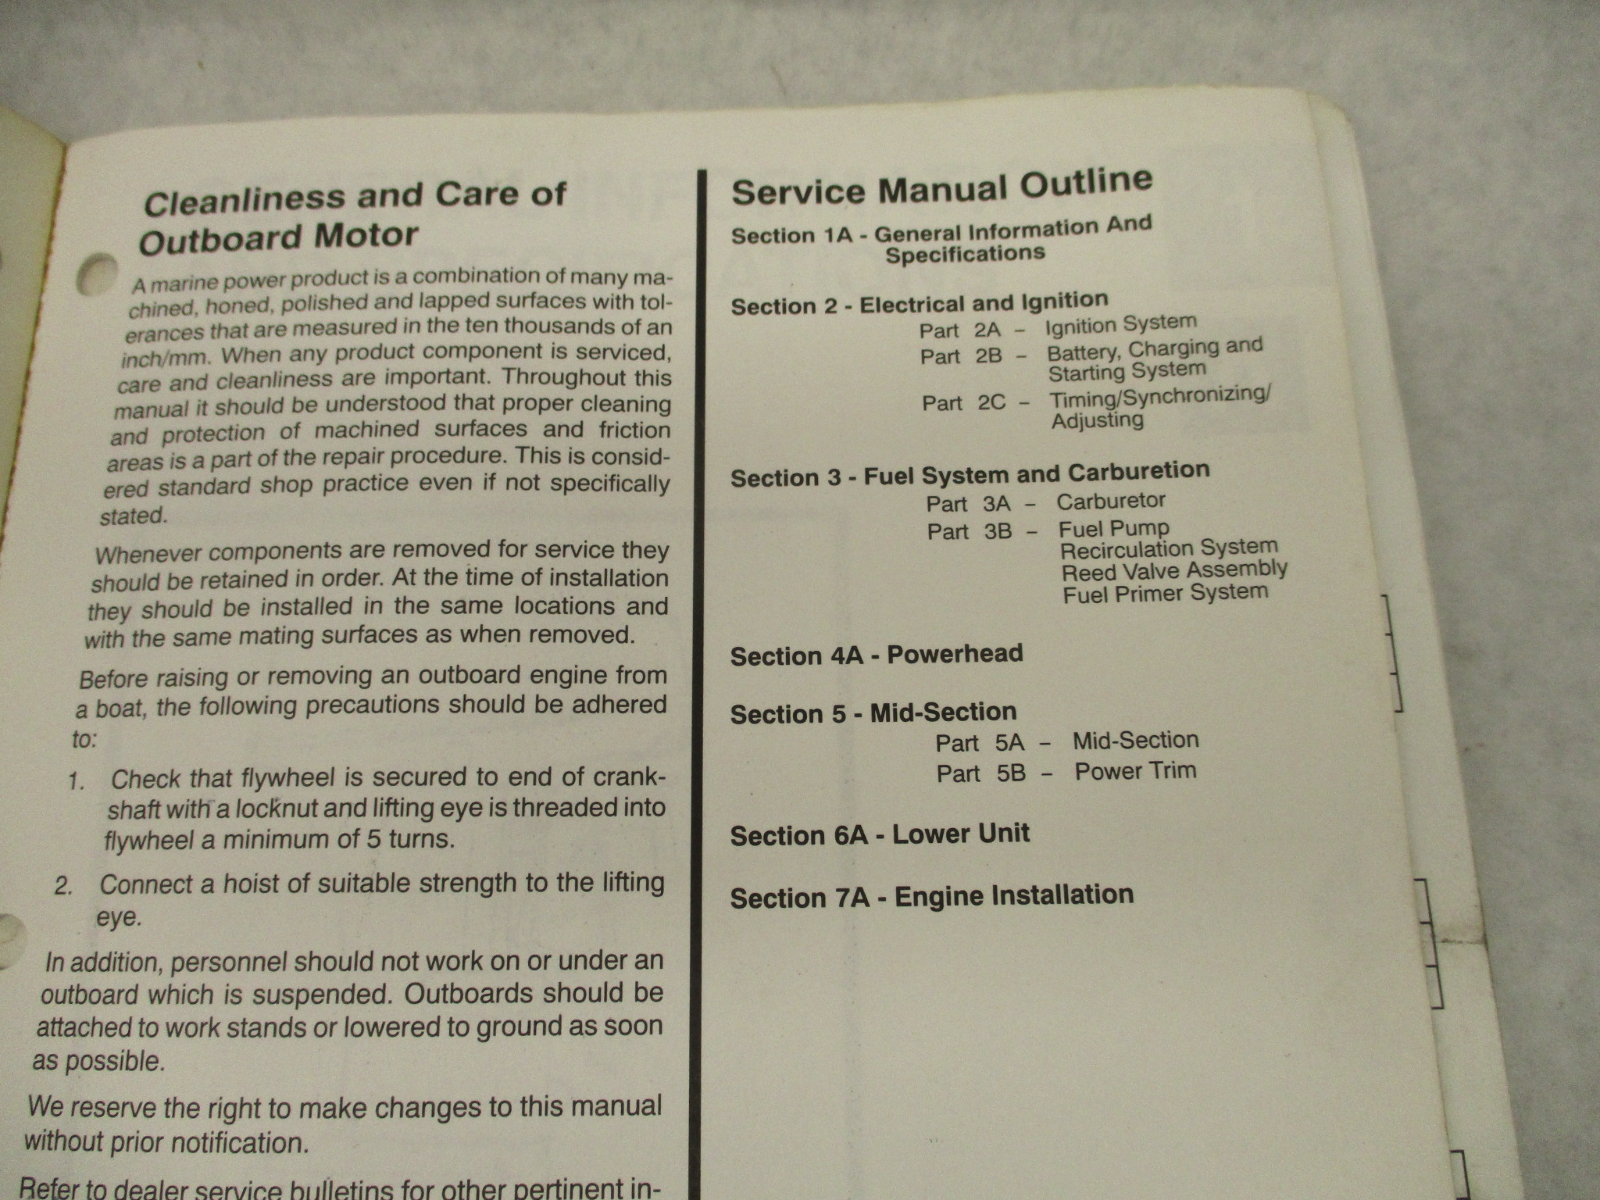 Cleanliness and Care of
Outboard Motor
A marine power product is a combination of many ma-
chined, honed, polished and lapped surfaces with tol-
erances that are measured in the ten thousands of an
inch/mm. When any product component is serviced,
care and cleanliness are important. Throughout this
manual it should be understood that proper cleaning
and protection of machined surfaces and friction
areas is a part of the repair procedure. This is consid-
ered standard shop practice even if not specifically
stated.
Whenever components are removed for service they
should be retained in order. At the time of installation
they should be installed in the same locations and
with the same mating surfaces as when removed.
Before raising or removing an outboard engine from
a boat, the following precautions should be adhered
to:
1. Check that flywheel is secured to end of crank-
shaft with a locknut and lifting eye is threaded into
flywheel a minimum of 5 turns.
2. Connect a hoist of suitable strength to the lifting
eye.
In addition, personnel should not work on or under an
outboard which is suspended. Outboards should be
attached to work stands or lowered to ground as soon
as possible.
We reserve the right to make changes to this manual
without prior notification.
Refer to dealer service bulletins for other pertinent in-
Service Manual Outline
Section 1A - General Information And
Specifications
Section 2 - Electrical and Ignition
Part 2A – Ignition System
Part 2B – Battery, Charging and
Starting System
Part 2C – Timing/Synchronizing/
Adjusting
Section 3 - Fuel System and Carburetion
Part 3A – Carburetor
Part 3B – Fuel Pump
Recirculation System
Reed Valve Assembly
Fuel Primer System
Section 4A - Powerhead
Section 5 - Mid-Section
Part 5A – Mid-Section
Part 5B – Power Trim
Section 6A - Lower Unit
Section 7A - Engine Installation